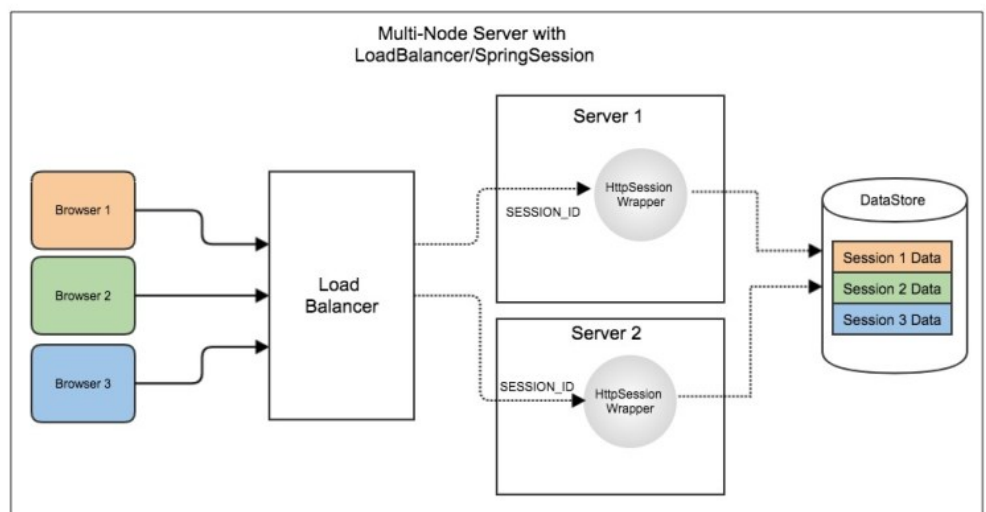 Multi-Node Server with
LoadBalancer/SpringSession
Browser 1
Browser 2
Browser 3
Load
Balancer
Server 1
SESSION_ID
HttpSession
Wrapper
Server 2
SESSION_ID
HttpSession
Wrapper
DataStore
Session 1 Data
Session 2 Data
Session 3 Data